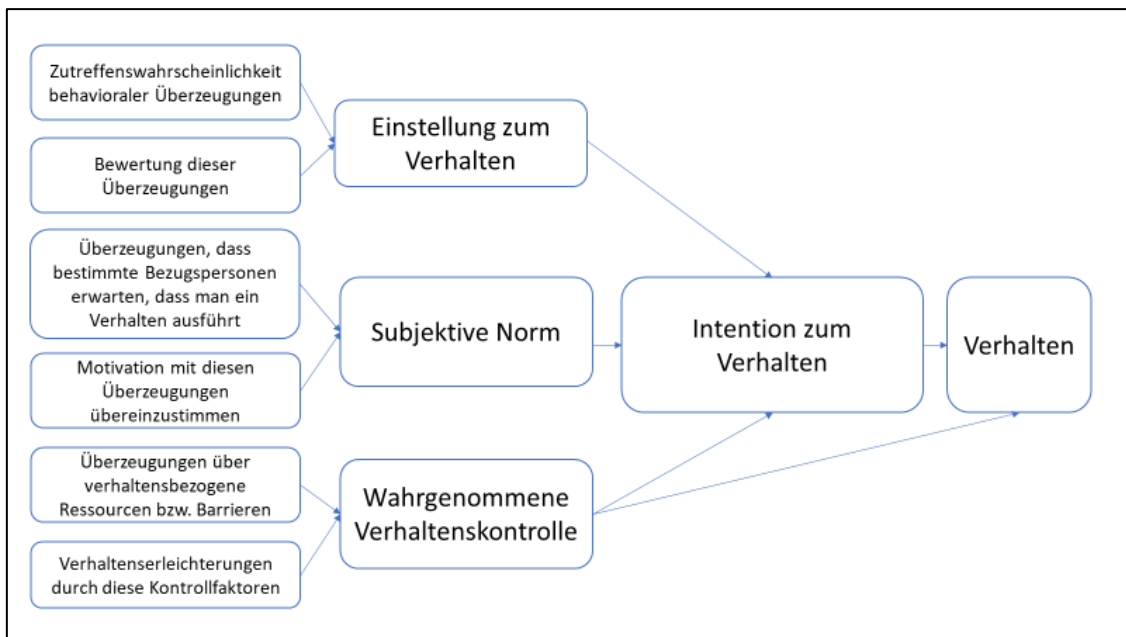 Zutreffenswahrscheinlichkeit
behavioraler Überzeugungen
Bewertung dieser
Überzeugungen
Überzeugungen, dass
bestimmte Bezugspersonen
erwarten, dass man ein
Verhalten ausführt
Motivation mit diesen
Überzeugungen
übereinzustimmen
Überzeugungen über
verhaltensbezogene
Ressourcen bzw. Barrieren
Verhaltenserleichterungen
durch diese Kontrollfaktoren
Einstellung zum
Verhalten
Subjektive Norm
Wahrgenommene
Verhaltenskontrolle
Intention zum
Verhalten
Verhalten